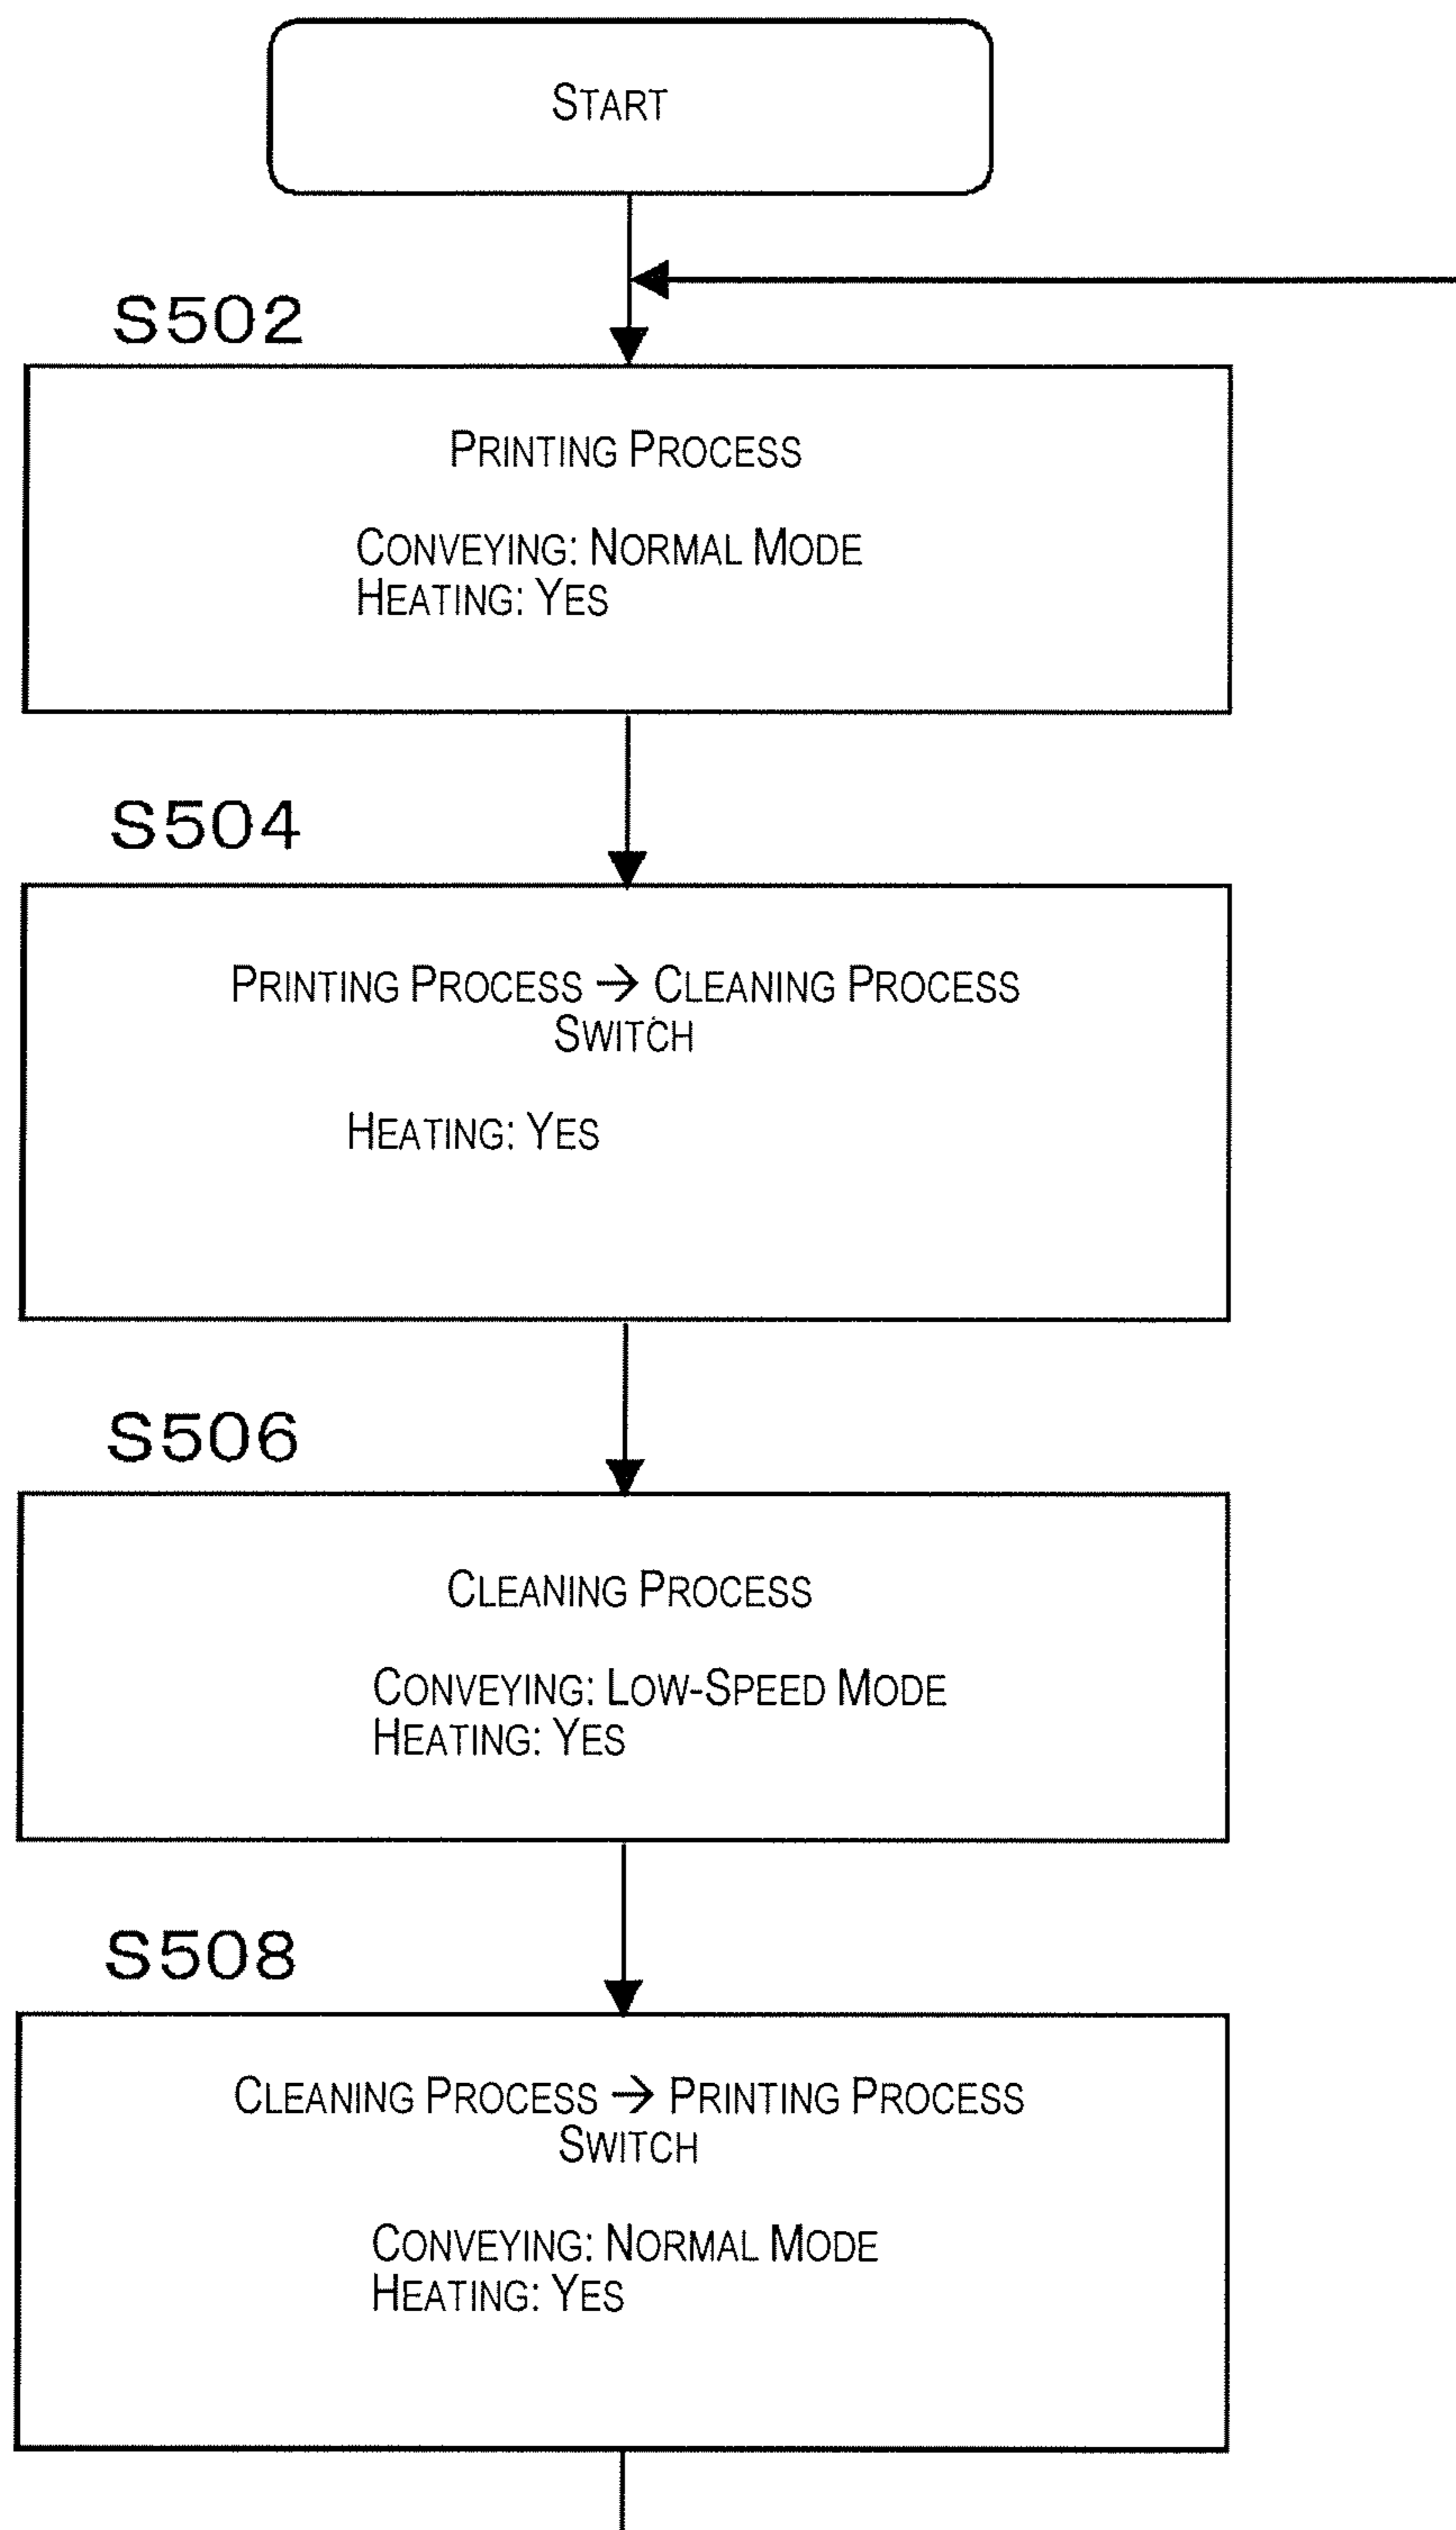 START
S502
PRINTING PROCESS
CONVEYING: NORMAL MODE
HEATING: YES
S504
PRINTING PROCESS → CLEANING PROCESS
SWITCH
HEATING: YES
S506
CLEANING PROCESS
CONVEYING: LOW-SPEED MODE
HEATING: YES
S508
CLEANING PROCESS → PRINTING PROCESS
SWITCH
CONVEYING: NORMAL MODE
HEATING: YES